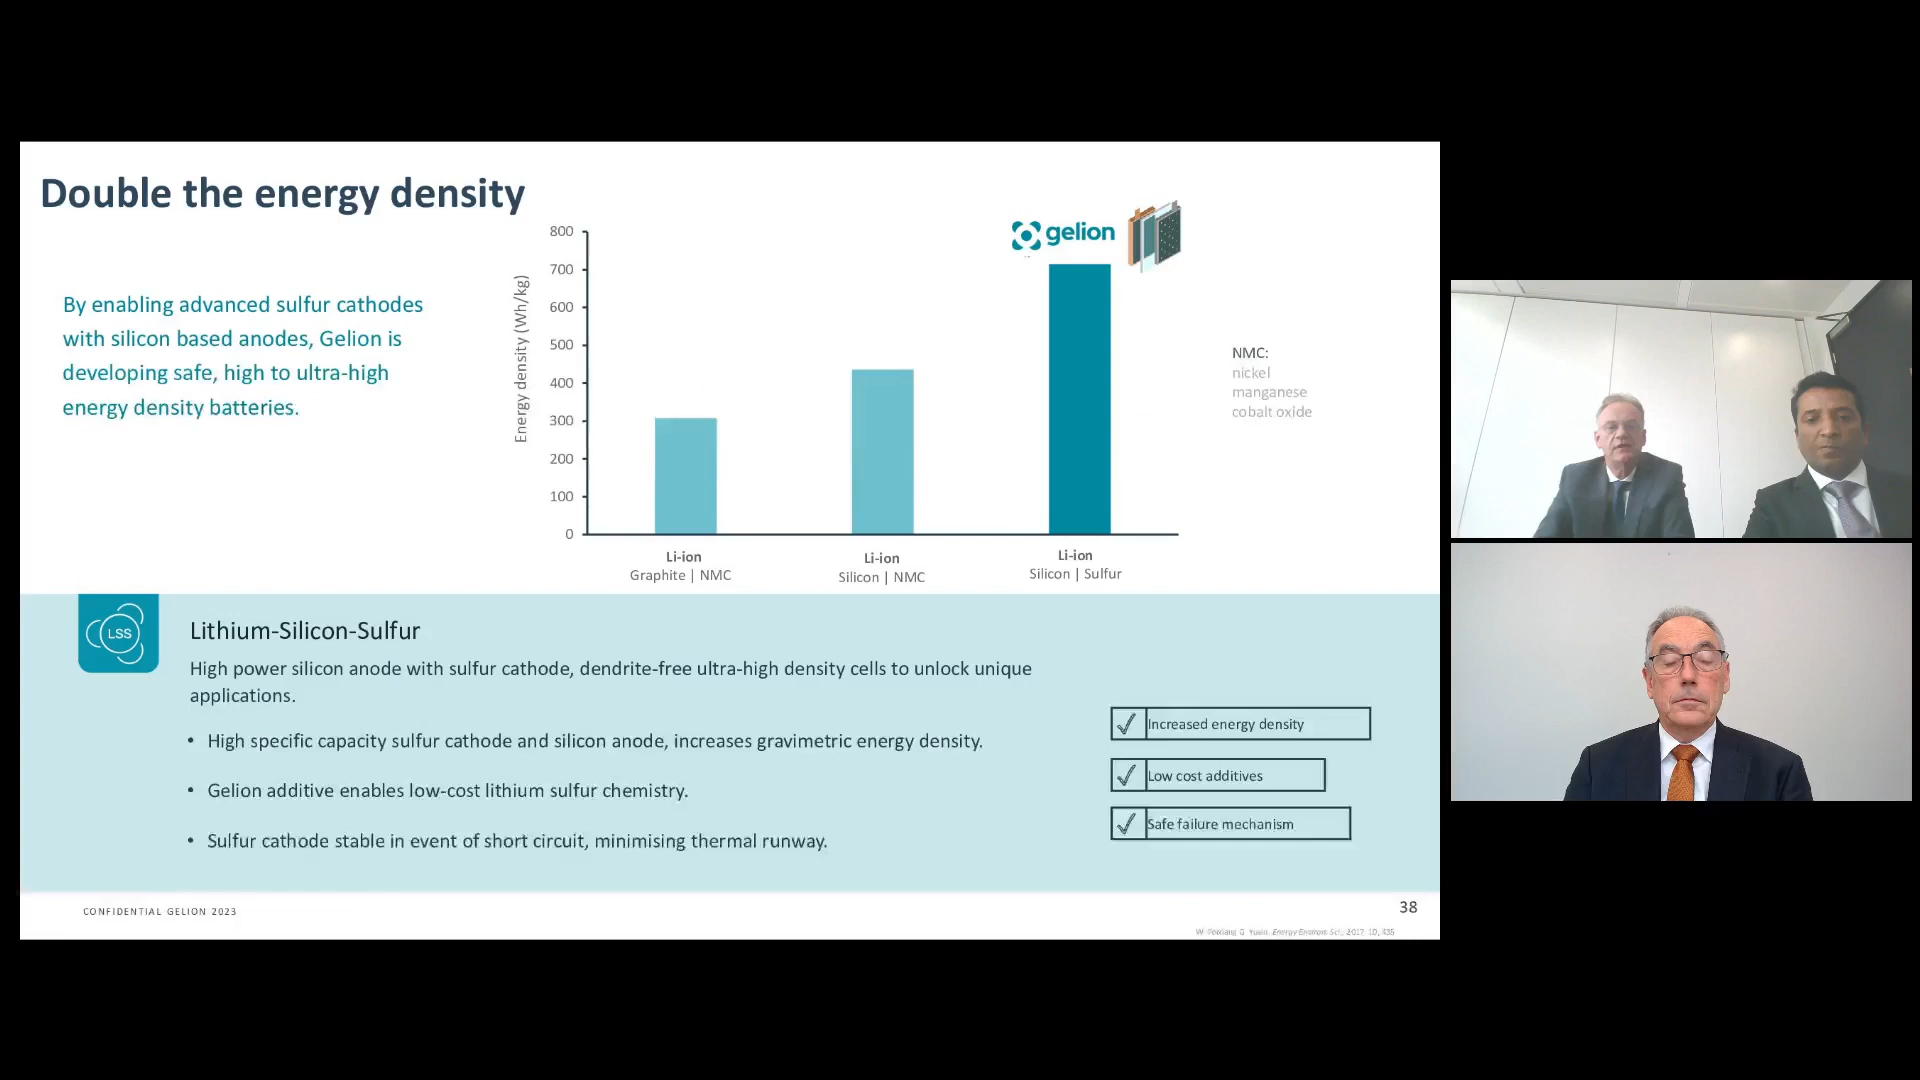 Double the energy density
By enabling advanced sulfur cathodes
with silicon based anodes, Gelion is
developing safe, high to ultra-high
energy density batteries.
Energy density (Wh/kg)
800
700
600
500
400
300
200
100
0
gelion
Li-ion
Graphite | NMC
Li-ion
Silicon | NMC
Li-ion
Silicon | Sulfur
NMC:
nickel
manganese
cobalt oxide
LSS
Lithium-Silicon-Sulfur
High power silicon anode with sulfur cathode, dendrite-free ultra-high density cells to unlock unique
applications.
• High specific capacity sulfur cathode and silicon anode, increases gravimetric energy density.
• Gelion additive enables low-cost lithium sulfur chemistry.
• Sulfur cathode stable in event of short circuit, minimising thermal runway.
✓ Increased energy density
✓ Low cost additives
✓ Safe failure mechanism
CONFIDENTIAL GELION 2023
38
Energy Environ. Sci., 2017, 10, 435